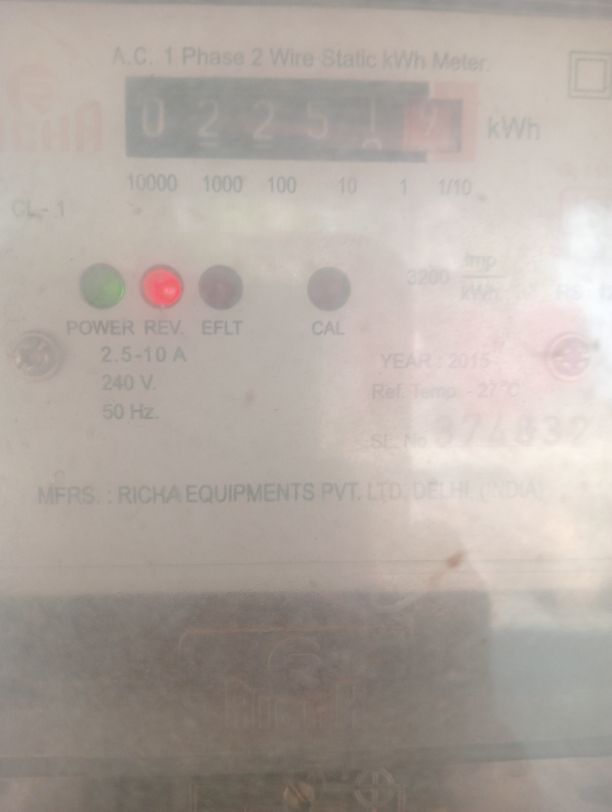 A.C. 1 Phase 2 Wire Static kWh Meter.
0 2 2 5 1 kWh
10000 1000 100 10 1 1/10
CL - 1
3200 Imp
kWh
POWER REV. EFLT CAL
2.5-10 A
240 V.
50 Hz.
YEAR : 2015
Ref. Temp. - 27°C
SL. No. 874832
MFRS. : RICHA EQUIPMENTS PVT. LTD. DELHI, (INDIA)